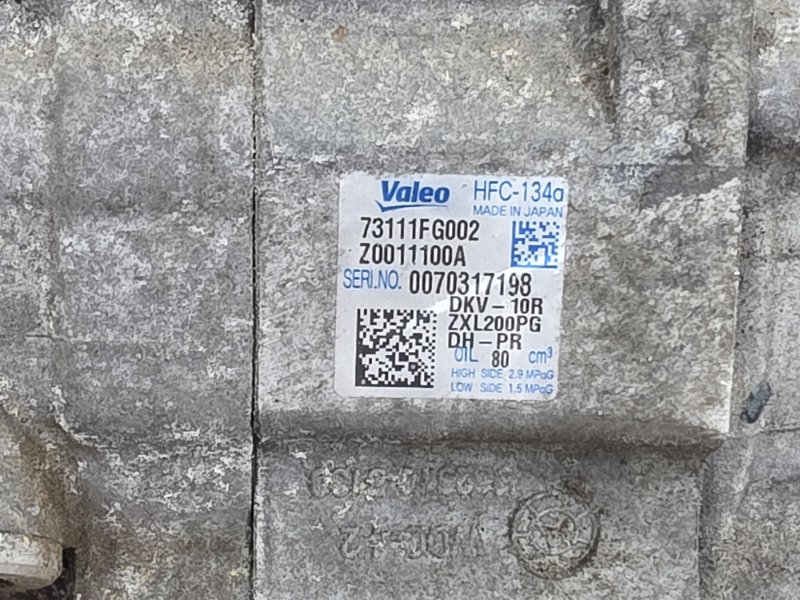 Valeo HFC-134a
MADE IN JAPAN
73111FG002
Z0011100A
SERI.NO. 0070317198
DKV-10R
ZXL200PG
DH-PR
OIL 80 cm³
HIGH SIDE 2.9 MPaG
LOW SIDE 1.5 MPaG